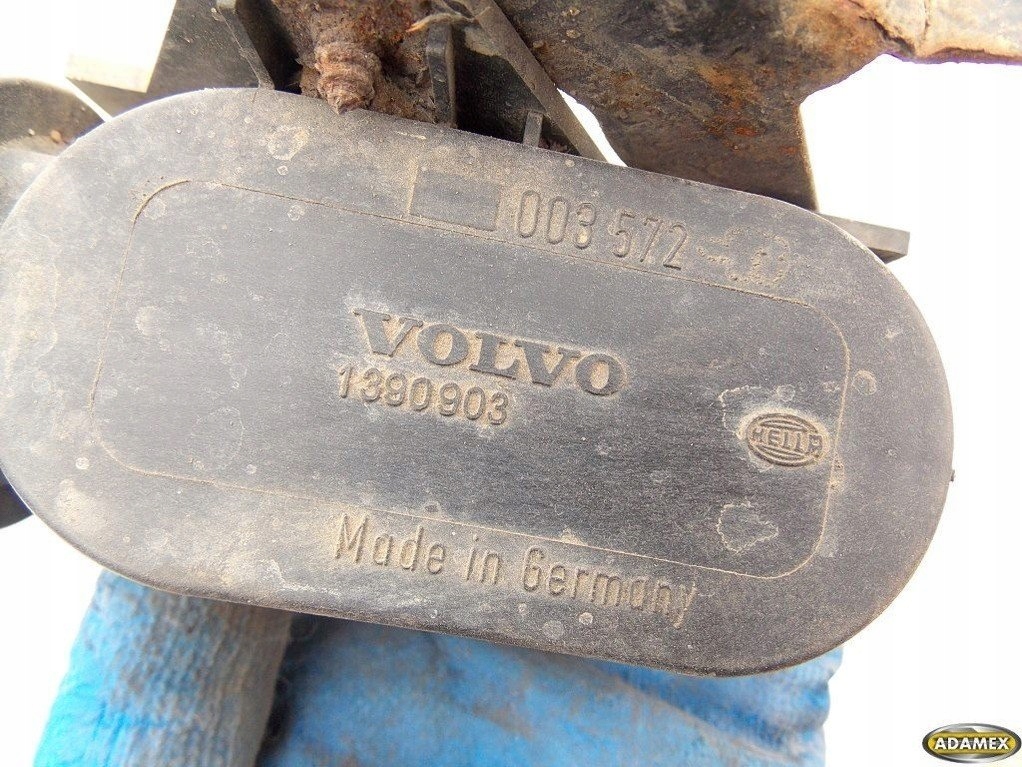 003 572
VOLVO
1390903
HELLA
Made in Germany
ADAMEX